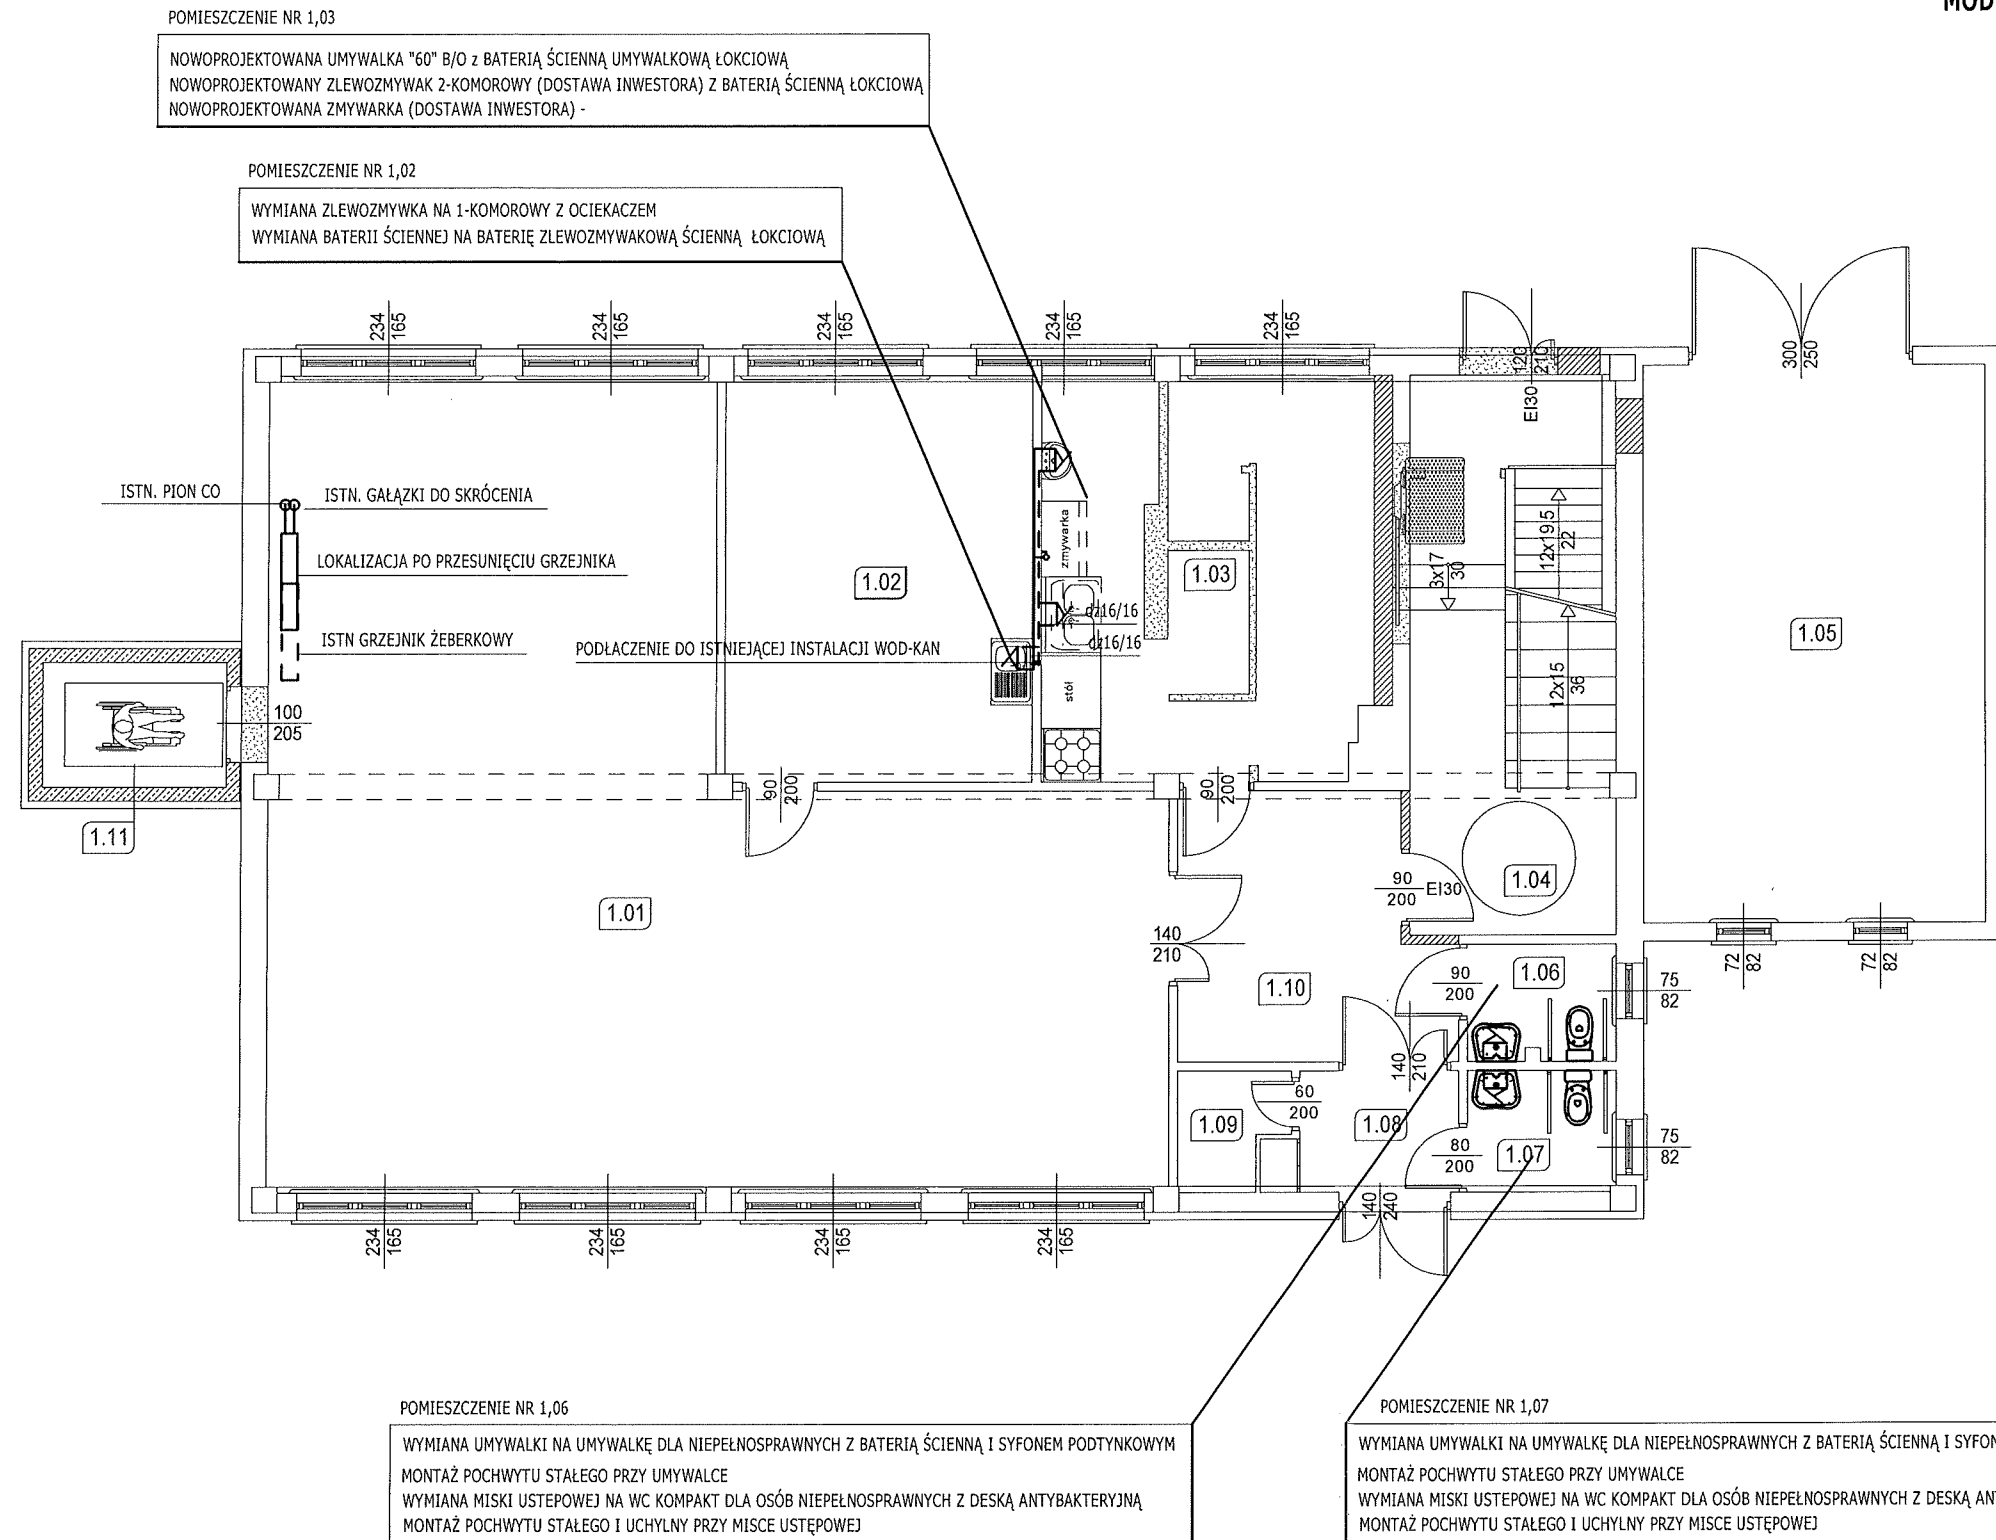 MOD
POMIESZCZENIE NR 1,03
NOWOPROJEKTOWANA UMYWALKA "60" B/O z BATERIĄ ŚCIENNĄ UMYWALKOWĄ ŁOKCIOWĄ
NOWOPROJEKTOWANY ZLEWOZMYWAK 2-KOMOROWY (DOSTAWA INWESTORA) Z BATERIĄ ŚCIENNĄ ŁOKCIOWĄ
NOWOPROJEKTOWANA ZMYWARKA (DOSTAWA INWESTORA) -
POMIESZCZENIE NR 1,02
WYMIANA ZLEWOZMYWKA NA 1-KOMOROWY Z OCIEKACZEM
WYMIANA BATERII ŚCIENNEJ NA BATERIĘ ZLEWOZMYWAKOWĄ ŚCIENNĄ ŁOKCIOWĄ
234
165
234
165
234
165
234
165
234
165
120
210
EI30
300
250
ISTN. PION CO
ISTN. GAŁĄZKI DO SKRÓCENIA
LOKALIZACJA PO PRZESUNIĘCIU GRZEJNIKA
ISTN GRZEJNIK ŻEBERKOWY
PODŁACZENIE DO ISTNIEJĄCEJ INSTALACJI WOD-KAN
1.02
zmywarka
dz16/16
dz16/16
stół
1.03
3x17
30
12x19,5
22
12x15
36
1.05
100
205
1.11
90
200
90
200
1.01
90
200
EI30
1.04
140
210
1.10
90
200
1.06
75
82
72
82
72
82
140
210
60
200
1.09
1.08
80
200
1.07
75
82
140
240
234
165
234
165
234
165
234
165
POMIESZCZENIE NR 1,06
WYMIANA UMYWALKI NA UMYWALKĘ DLA NIEPEŁNOSPRAWNYCH Z BATERIĄ ŚCIENNĄ I SYFONEM PODTYNKOWYM
MONTAŻ POCHWYTU STAŁEGO PRZY UMYWALCE
WYMIANA MISKI USTEPOWEJ NA WC KOMPAKT DLA OSÓB NIEPEŁNOSPRAWNYCH Z DESKĄ ANTYBAKTERYJNĄ
MONTAŻ POCHWYTU STAŁEGO I UCHYLNY PRZY MISCE USTĘPOWEJ
POMIESZCZENIE NR 1,07
WYMIANA UMYWALKI NA UMYWALKĘ DLA NIEPEŁNOSPRAWNYCH Z BATERIĄ ŚCIENNĄ I SYFON
MONTAŻ POCHWYTU STAŁEGO PRZY UMYWALCE
WYMIANA MISKI USTEPOWEJ NA WC KOMPAKT DLA OSÓB NIEPEŁNOSPRAWNYCH Z DESKĄ AN
MONTAŻ POCHWYTU STAŁEGO I UCHYLNY PRZY MISCE USTĘPOWEJ